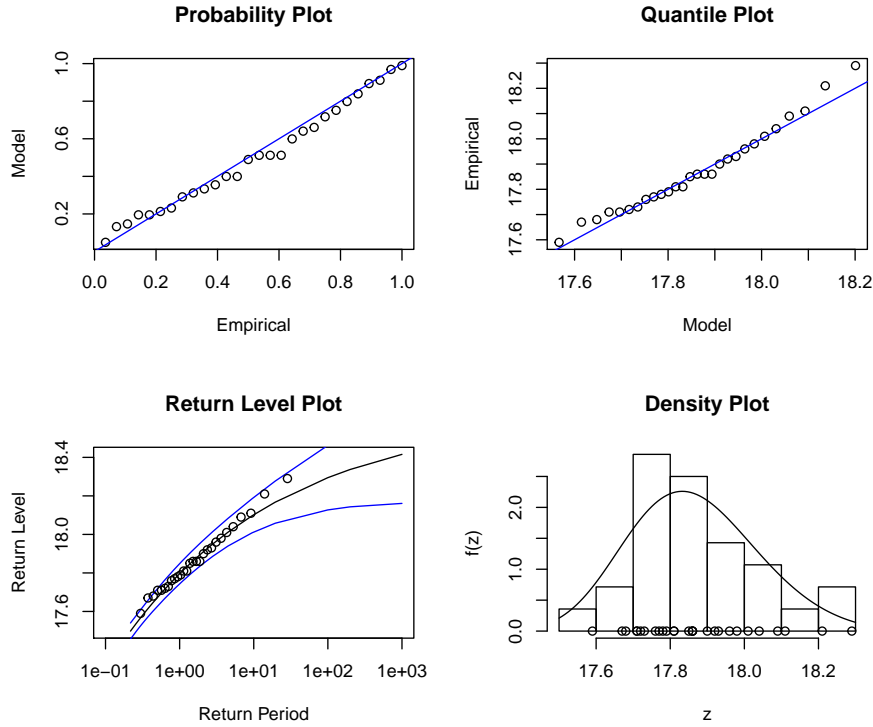 Probability Plot
Model
0.2
0.6
1.0
0.0
0.2
0.4
0.6
0.8
1.0
Empirical
Quantile Plot
Empirical
17.6
17.8
18.0
18.2
17.6
17.8
18.0
18.2
Model
Return Level Plot
Return Level
17.6
18.0
18.4
1e−01
1e+00
1e+01
1e+02
1e+03
Return Period
Density Plot
f(z)
0.0
1.0
2.0
17.6
17.8
18.0
18.2
z